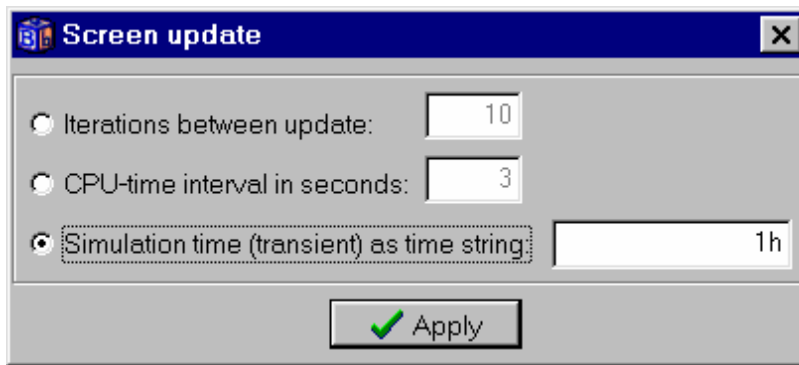 Screen update
Iterations between update: 10
CPU-time interval in seconds: 3
Simulation time (transient) as time string: 1h
Apply